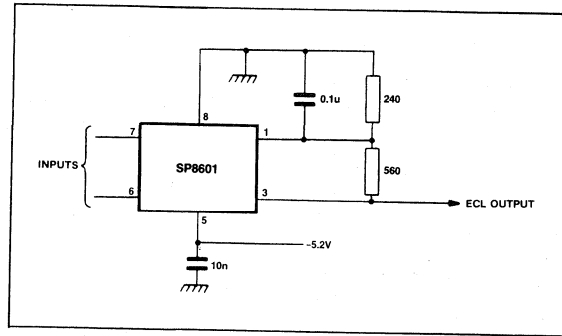 8
0.1u
240
7
1
SP8601
INPUTS
560
6
3
ECL OUTPUT
5
-5.2V
10n